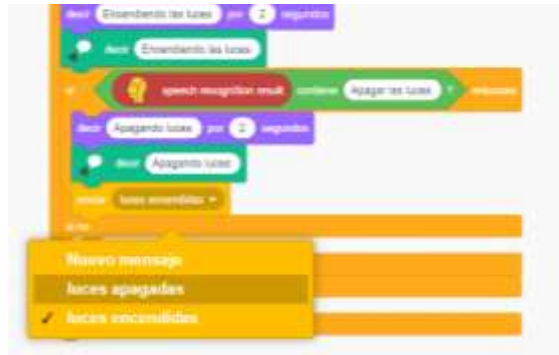 decir Encendiendo las luces por 2 segundos
decir Encendiendo las luces
si speech recognition result contiene Apagar las luces ? entonces
decir Apagando luces por 2 segundos
decir Apagando luces
enviar luces encendidas
si no
Nuevo mensaje
luces apagadas
✓ luces encendidas